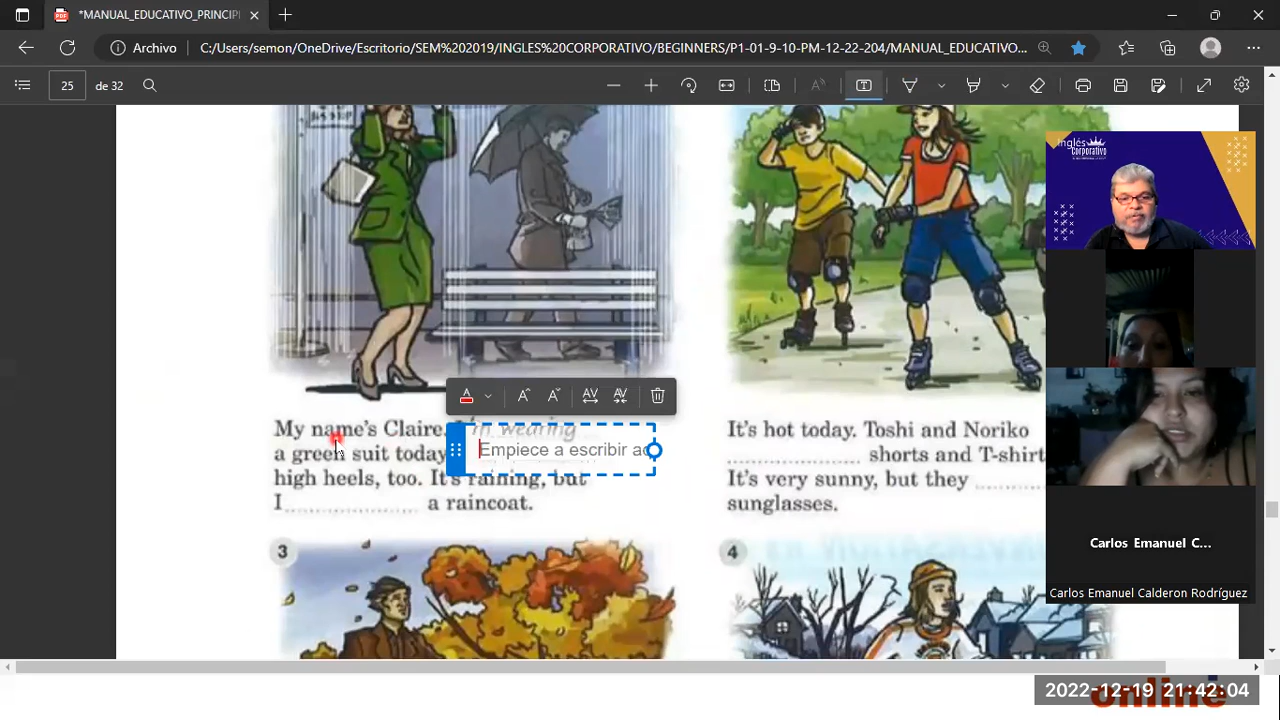 *MANUAL_EDUCATIVO_PRINCIPI
Archivo
C:/Users/semon/OneDrive/Escritorio/SEM%202019/INGLES%20CORPORATIVO/BEGINNERS/P1-01-9-10-PM-12-22-204/MANUAL_EDUCATIVO...
25 de 32
inglés
corporativo
My name's Claire. I'm wearing
a green suit today
Empiece a escribir
high heels, too. It's raining, but
I a raincoat.
It's hot today. Toshi and Noriko
shorts and T-shirt
It's very sunny, but they
sunglasses.
3
4
Carlos Emanuel C...
Carlos Emanuel Calderon Rodríguez
online
2022-12-19 21:42:04